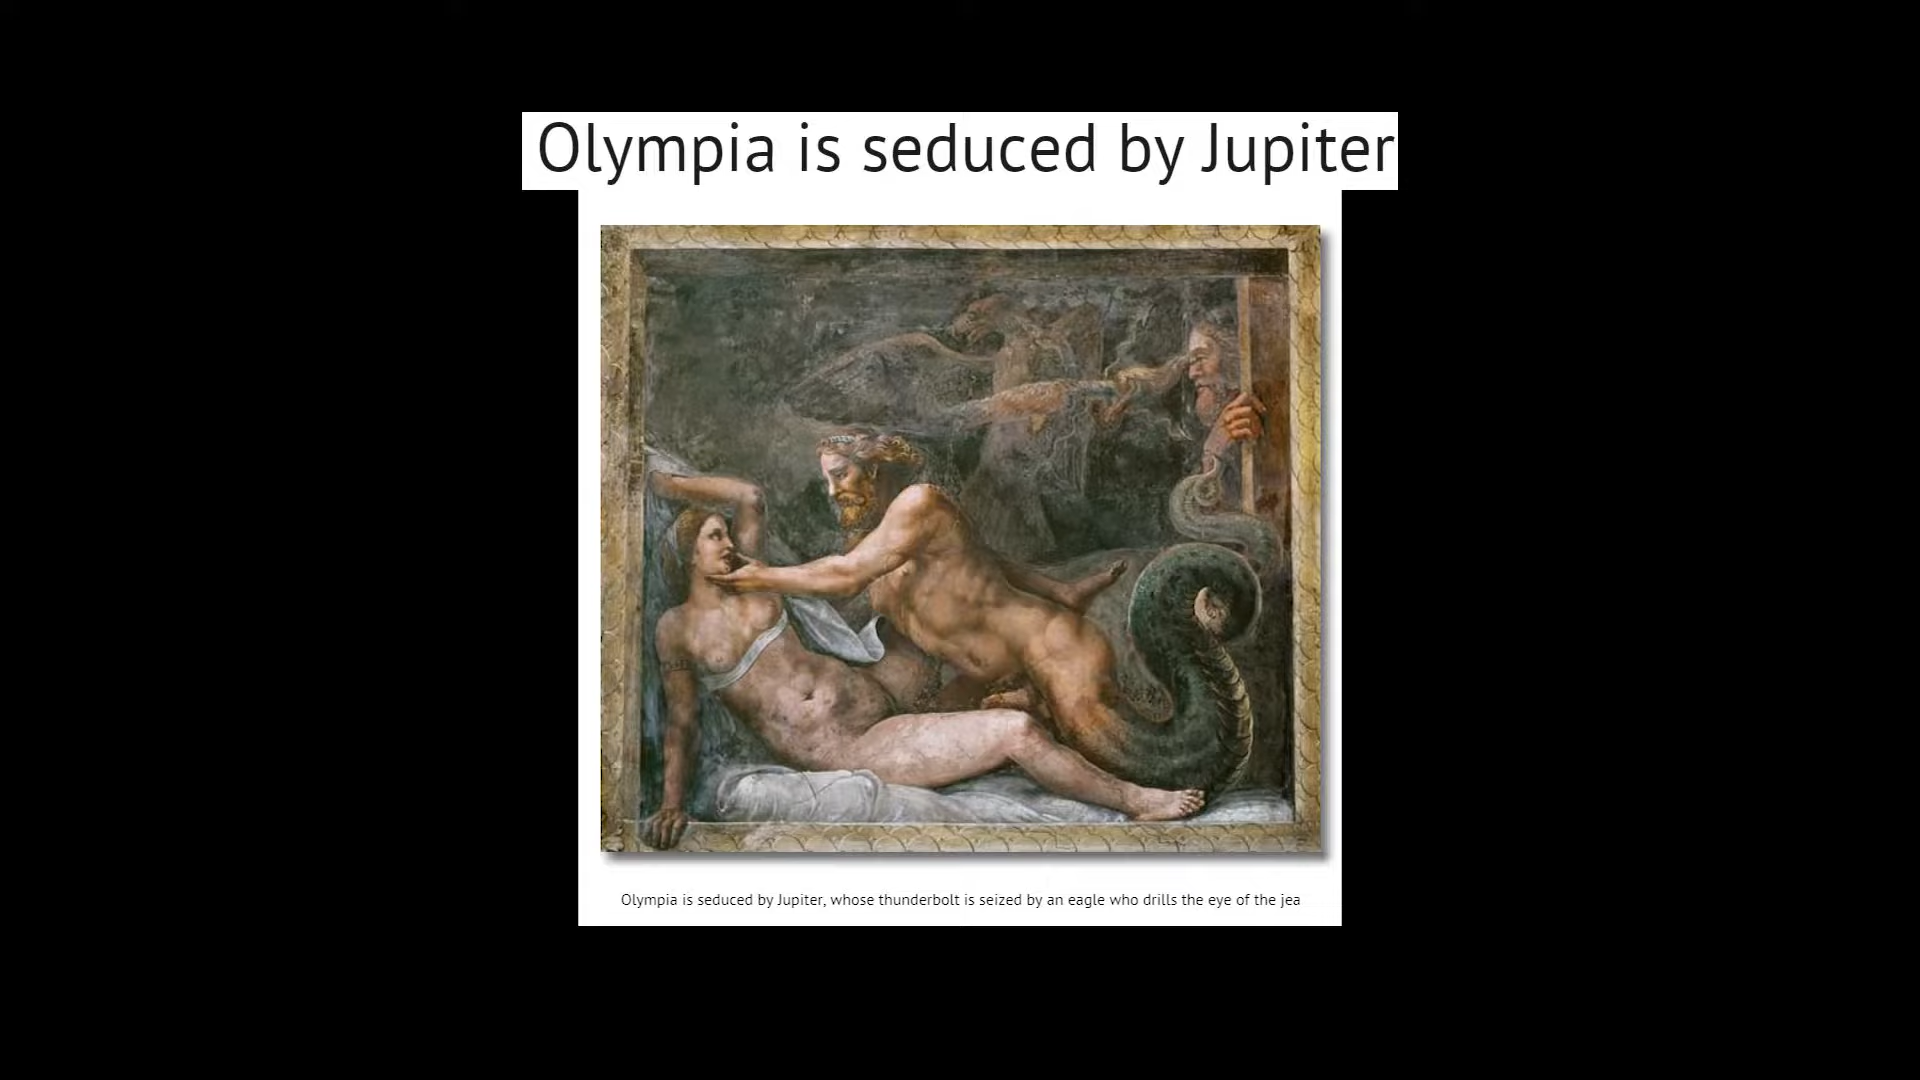 Olympia is seduced by Jupiter
Olympia is seduced by Jupiter, whose thunderbolt is seized by an eagle who drills the eye of the jea